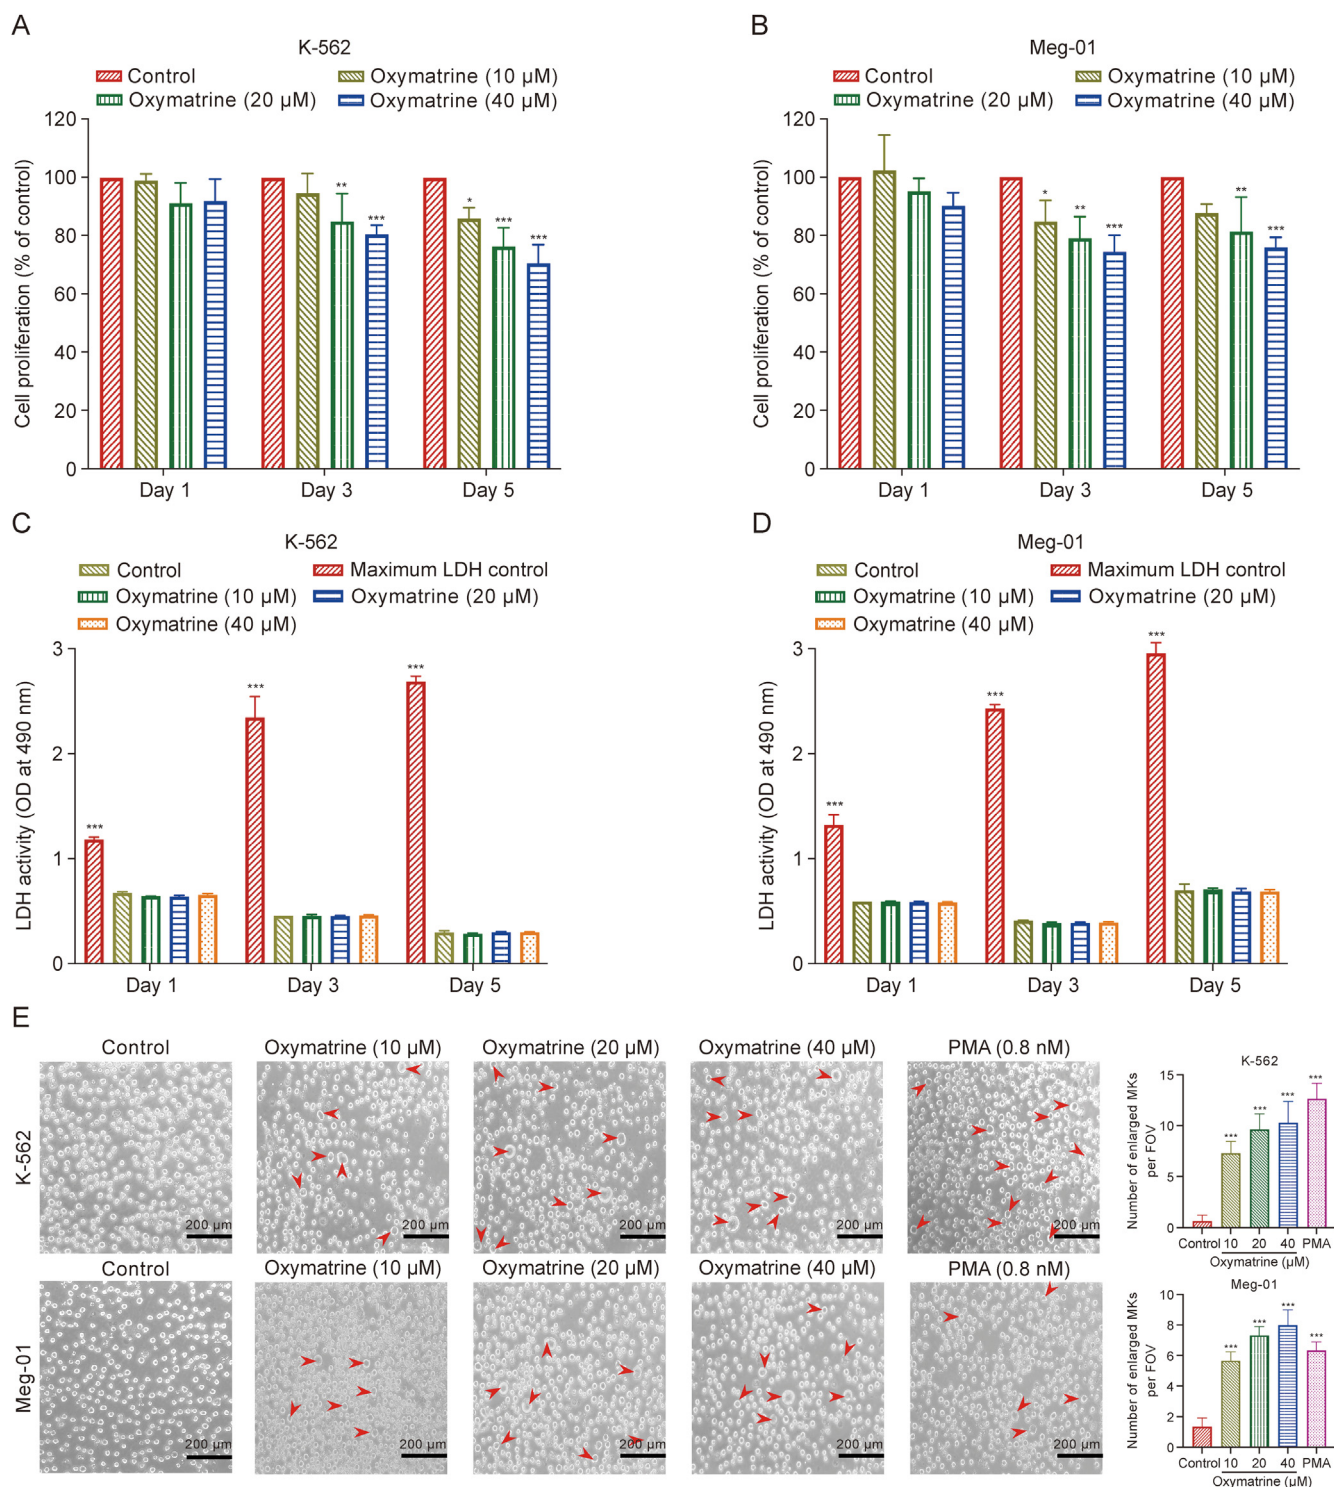 A
K-562
Control
Oxymatrine (10 µM)
Oxymatrine (20 µM)
Oxymatrine (40 µM)
Cell proliferation (% of control)
120
100
80
60
40
20
0
** *** * *** ***
Day 1 Day 3 Day 5
B
Meg-01
Control
Oxymatrine (10 µM)
Oxymatrine (20 µM)
Oxymatrine (40 µM)
Cell proliferation (% of control)
120
100
80
60
40
20
0
* ** *** ** ***
Day 1 Day 3 Day 5
C
K-562
Control
Maximum LDH control
Oxymatrine (10 µM)
Oxymatrine (20 µM)
Oxymatrine (40 µM)
LDH activity (OD at 490 nm)
3
2
1
0
*** *** ***
Day 1 Day 3 Day 5
D
Meg-01
Control
Maximum LDH control
Oxymatrine (10 µM)
Oxymatrine (20 µM)
Oxymatrine (40 µM)
LDH activity (OD at 490 nm)
3
2
1
0
*** *** ***
Day 1 Day 3 Day 5
E
Control Oxymatrine (10 µM) Oxymatrine (20 µM) Oxymatrine (40 µM) PMA (0.8 nM)
K-562
200 µm 200 µm 200 µm 200 µm 200 µm
K-562
Number of enlarged MKs
per FOV
15
10
5
0
*** *** *** ***
Control 10 20 40 PMA
Oxymatrine (µM)
Control Oxymatrine (10 µM) Oxymatrine (20 µM) Oxymatrine (40 µM) PMA (0.8 nM)
Meg-01
200 µm 200 µm 200 µm 200 µm 200 µm
Meg-01
Number of enlarged MKs
per FOV
10
8
6
4
2
0
*** *** *** ***
Control 10 20 40 PMA
Oxymatrine (µM)